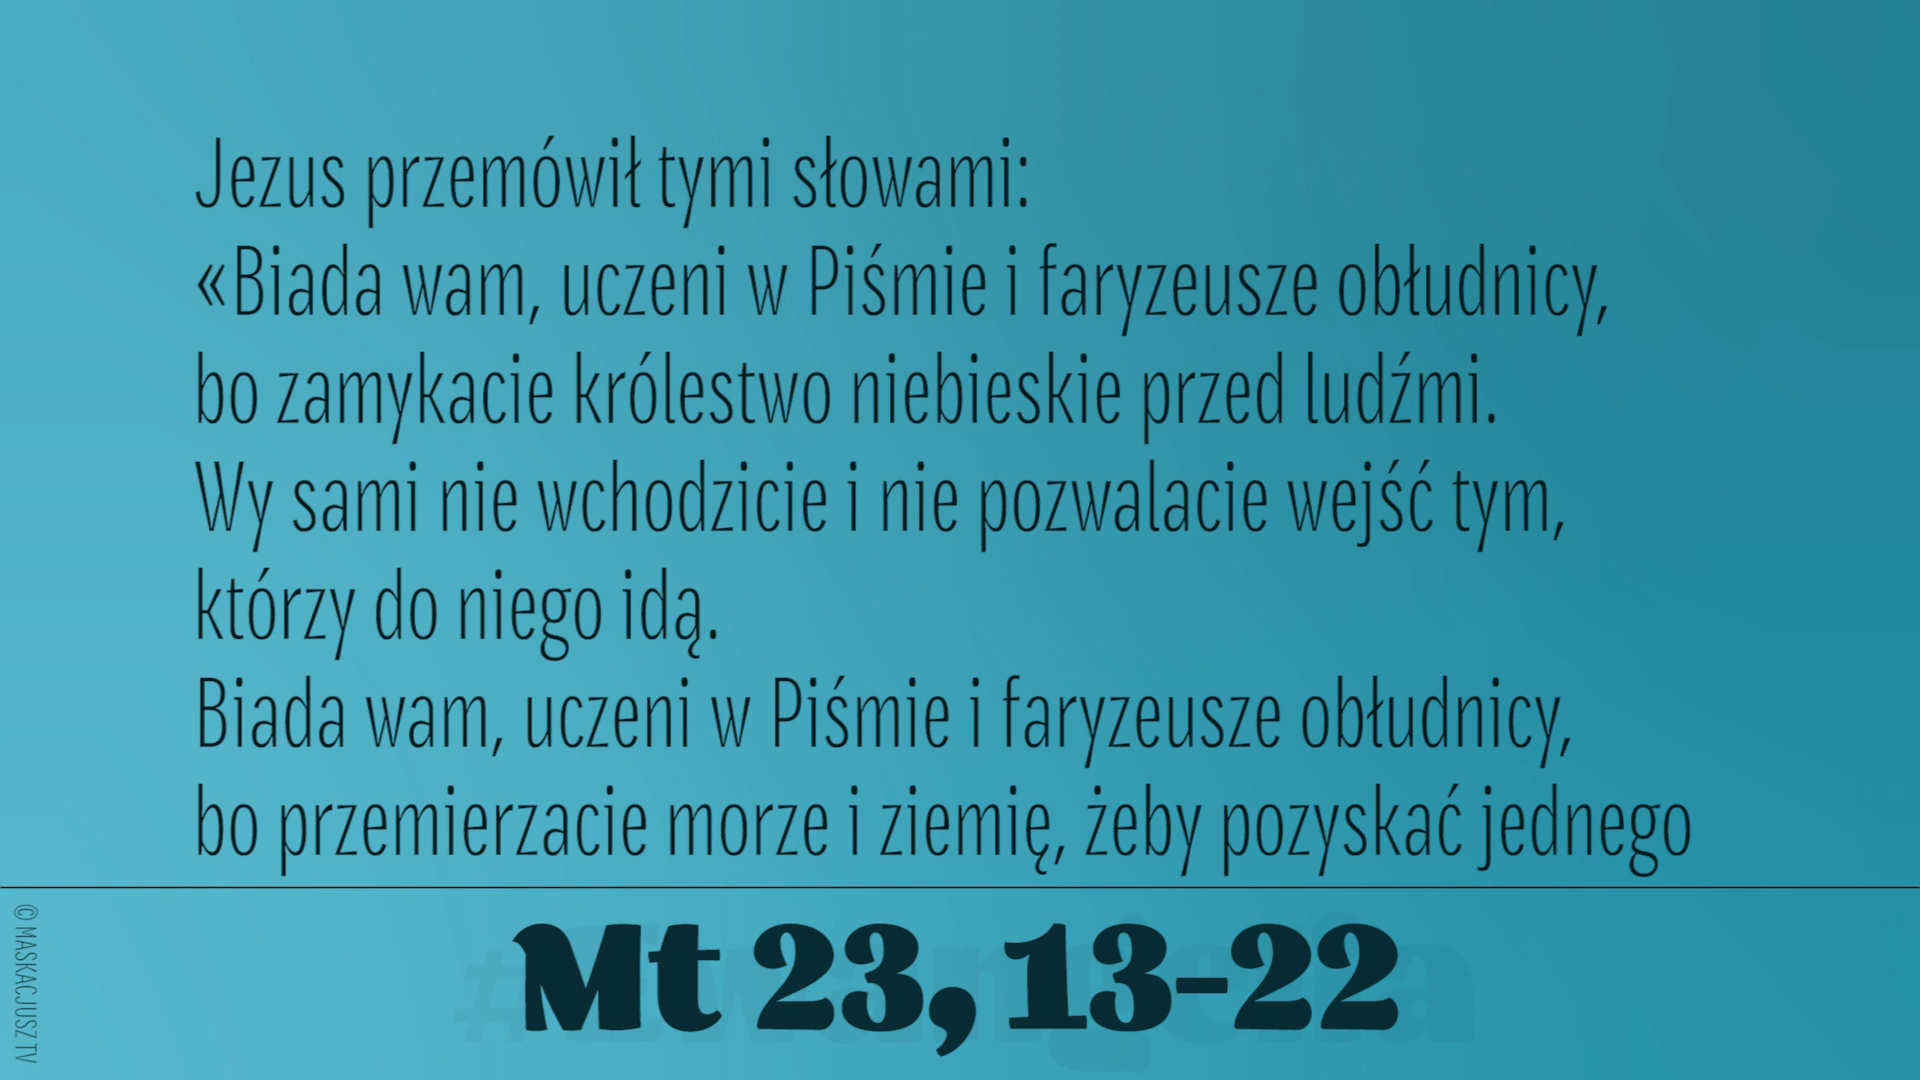 Jezus przemówił tymi słowami:
«Biada wam, uczeni w Piśmie i faryzeusze obłudnicy,
bo zamykacie królestwo niebieskie przed ludźmi.
Wy sami nie wchodzicie i nie pozwalacie wejść tym,
którzy do niego idą.
Biada wam, uczeni w Piśmie i faryzeusze obłudnicy,
bo przemierzacie morze i ziemię, żeby pozyskać jednego
Mt 23, 13-22
#Ewangelia
© MASKACJUSZ TV